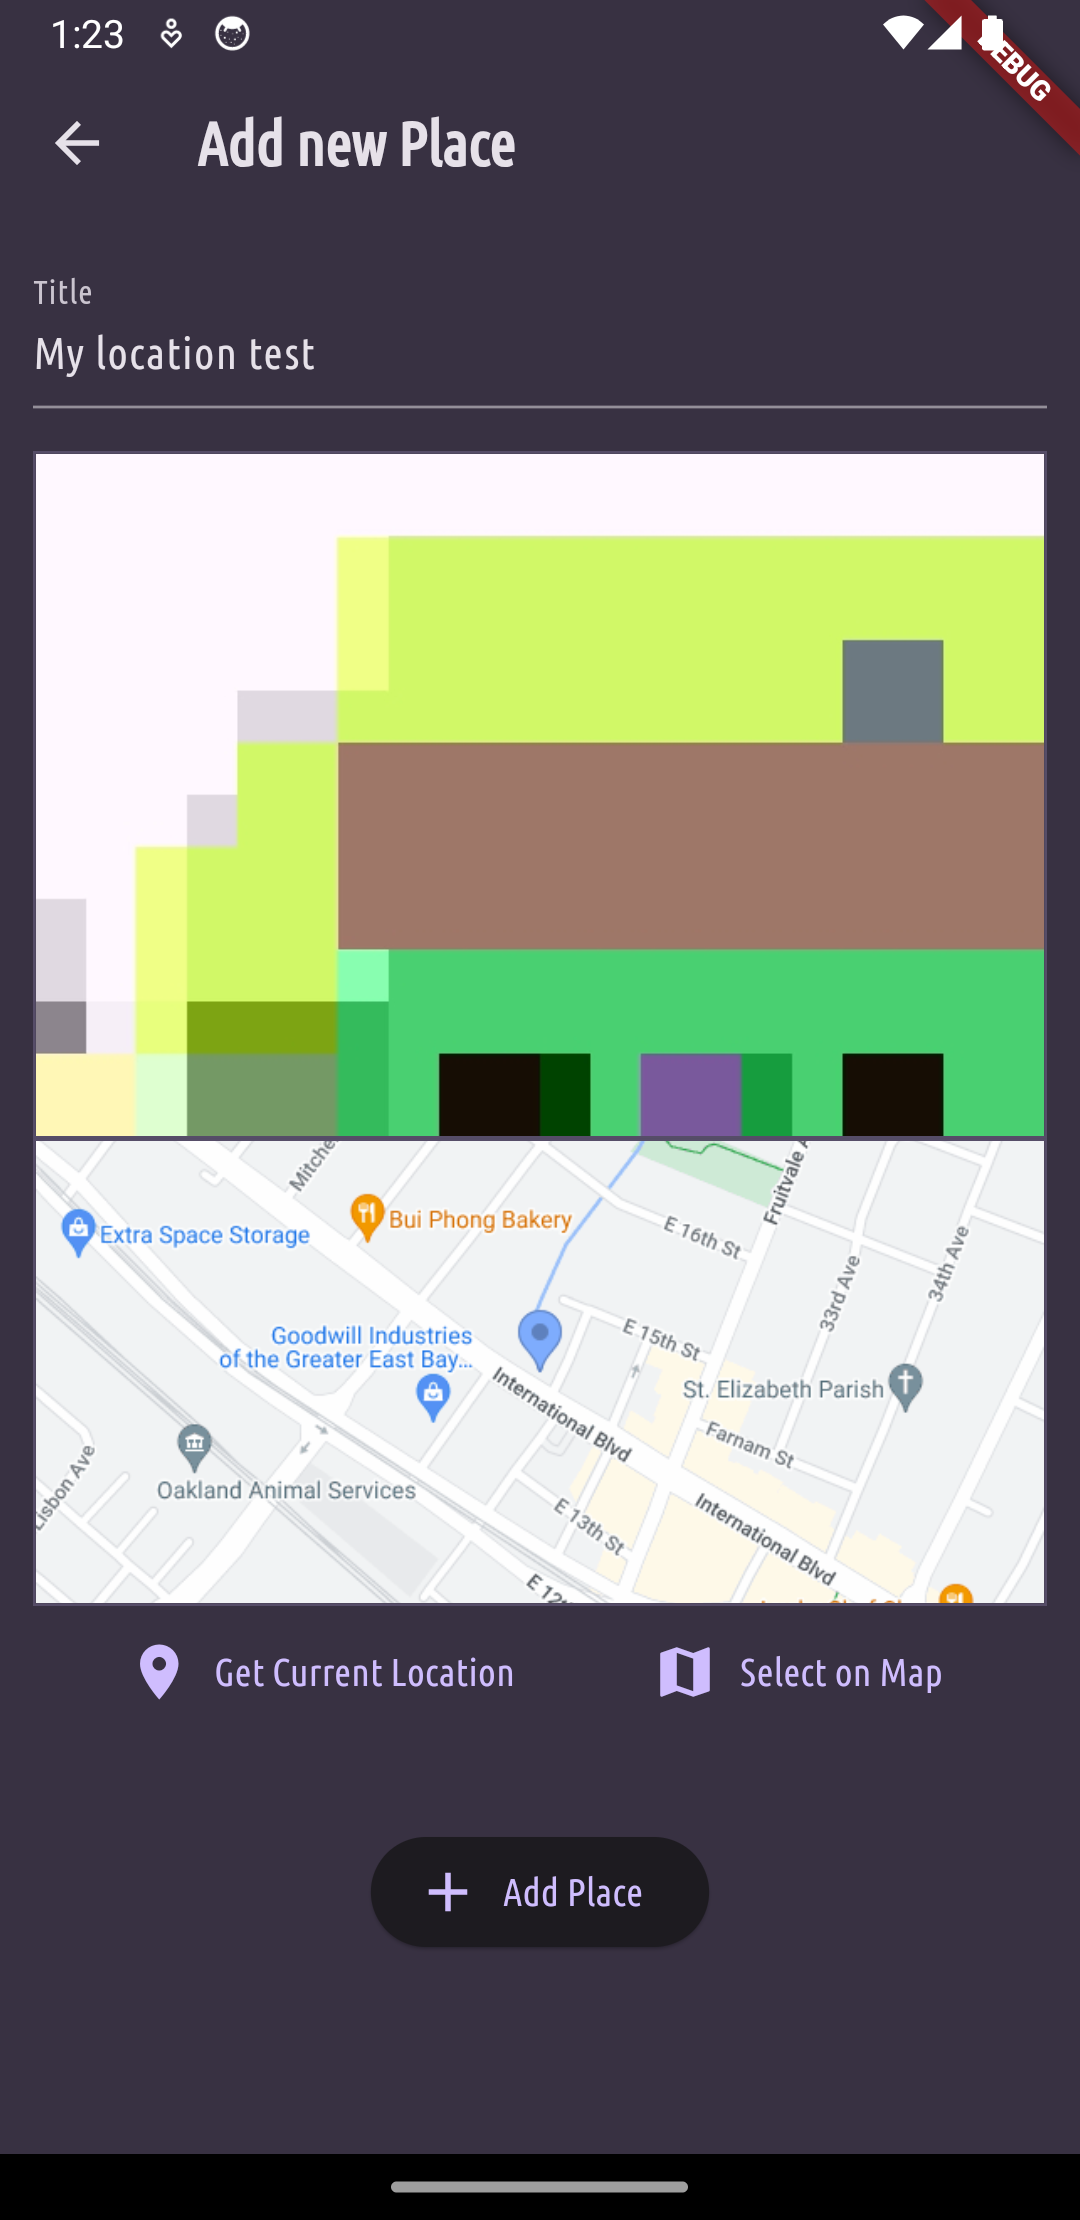 1:23
EBUG
Add new Place
Title
My location test
Mitche
Fruitvale
Extra Space Storage
Bui Phong Bakery
E 16th St
33rd Ave
34th Ave
Goodwill Industries
of the Greater East Bay...
E 15th St
International Blvd
St. Elizabeth Parish
Farnam St
Lisbon Ave
Oakland Animal Services
E 13th St
International Blvd
E 12t
Get Current Location
Select on Map
Add Place